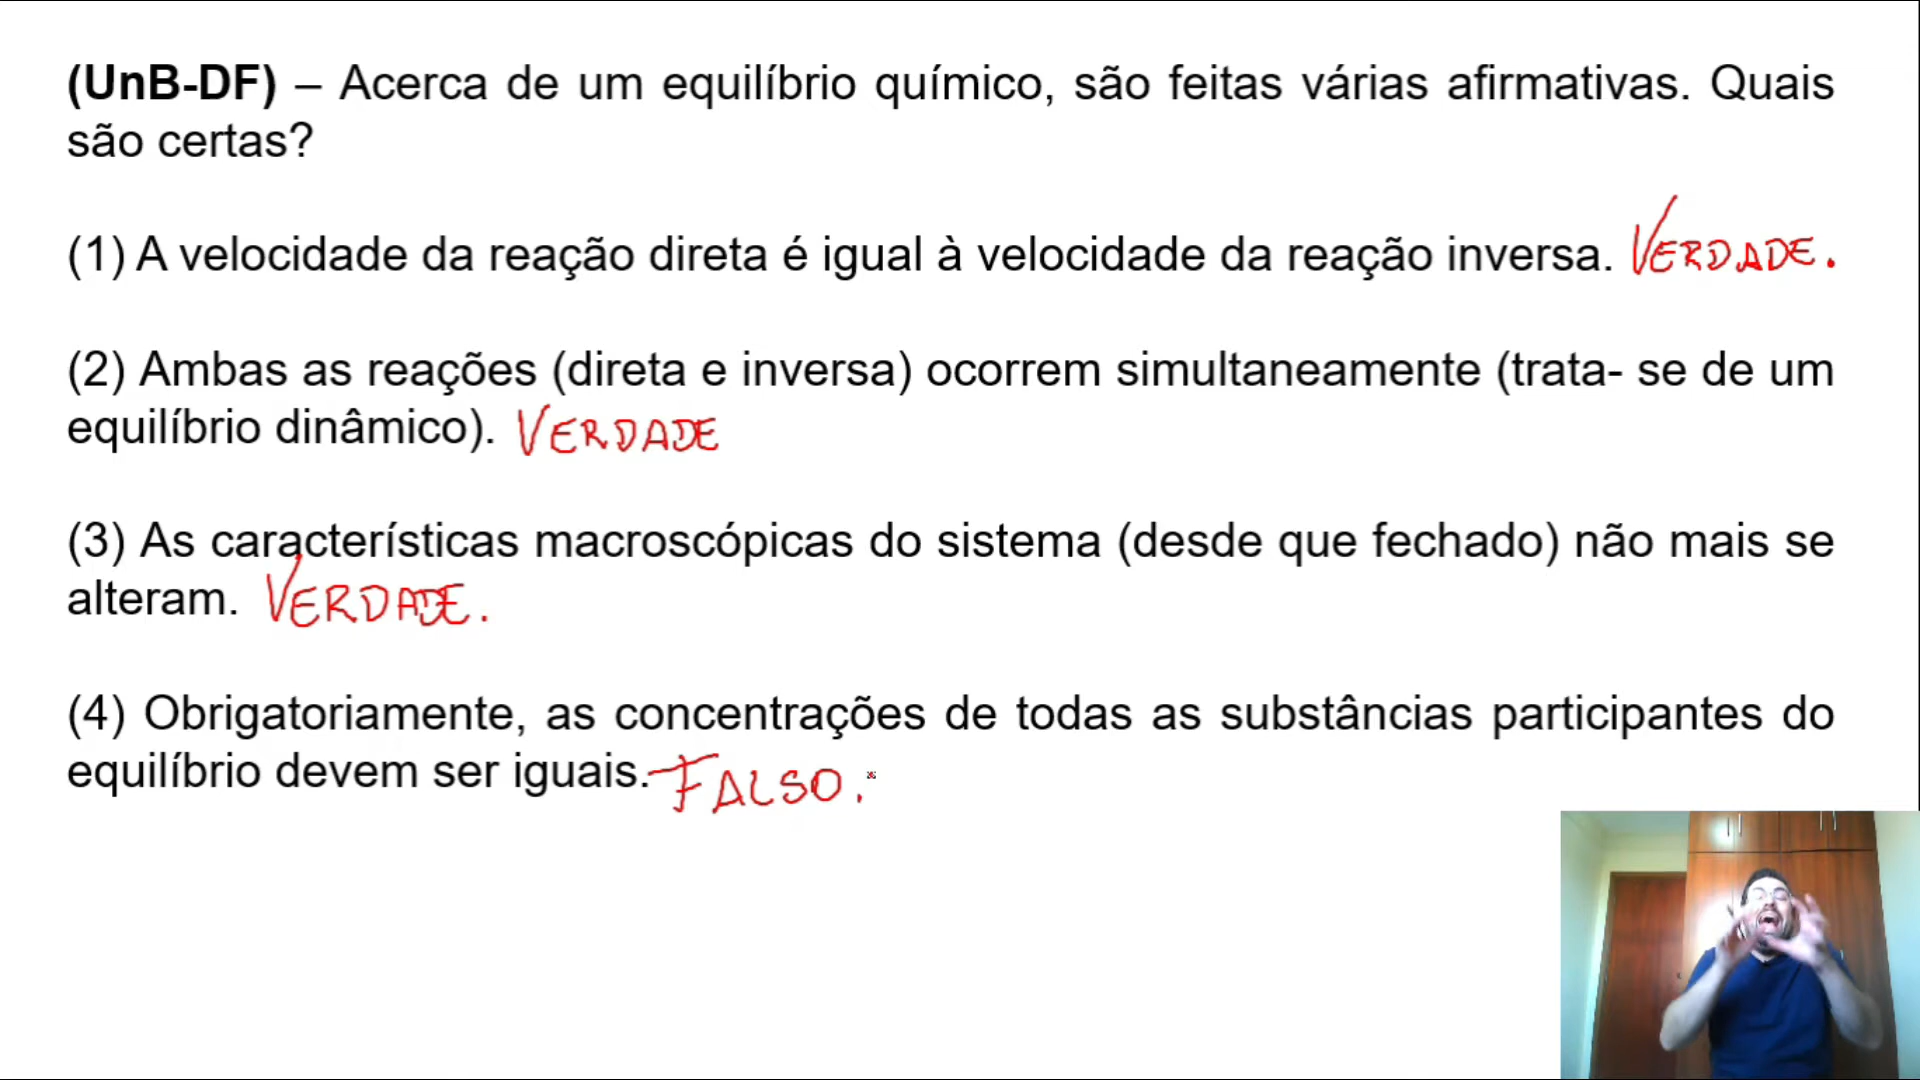 (UnB-DF) – Acerca de um equilíbrio químico, são feitas várias afirmativas. Quais
são certas?
(1) A velocidade da reação direta é igual à velocidade da reação inversa. VERDADE.
(2) Ambas as reações (direta e inversa) ocorrem simultaneamente (trata- se de um
equilíbrio dinâmico). VERDADE
(3) As características macroscópicas do sistema (desde que fechado) não mais se
alteram. VERDADE.
(4) Obrigatoriamente, as concentrações de todas as substâncias participantes do
equilíbrio devem ser iguais. FALSO.